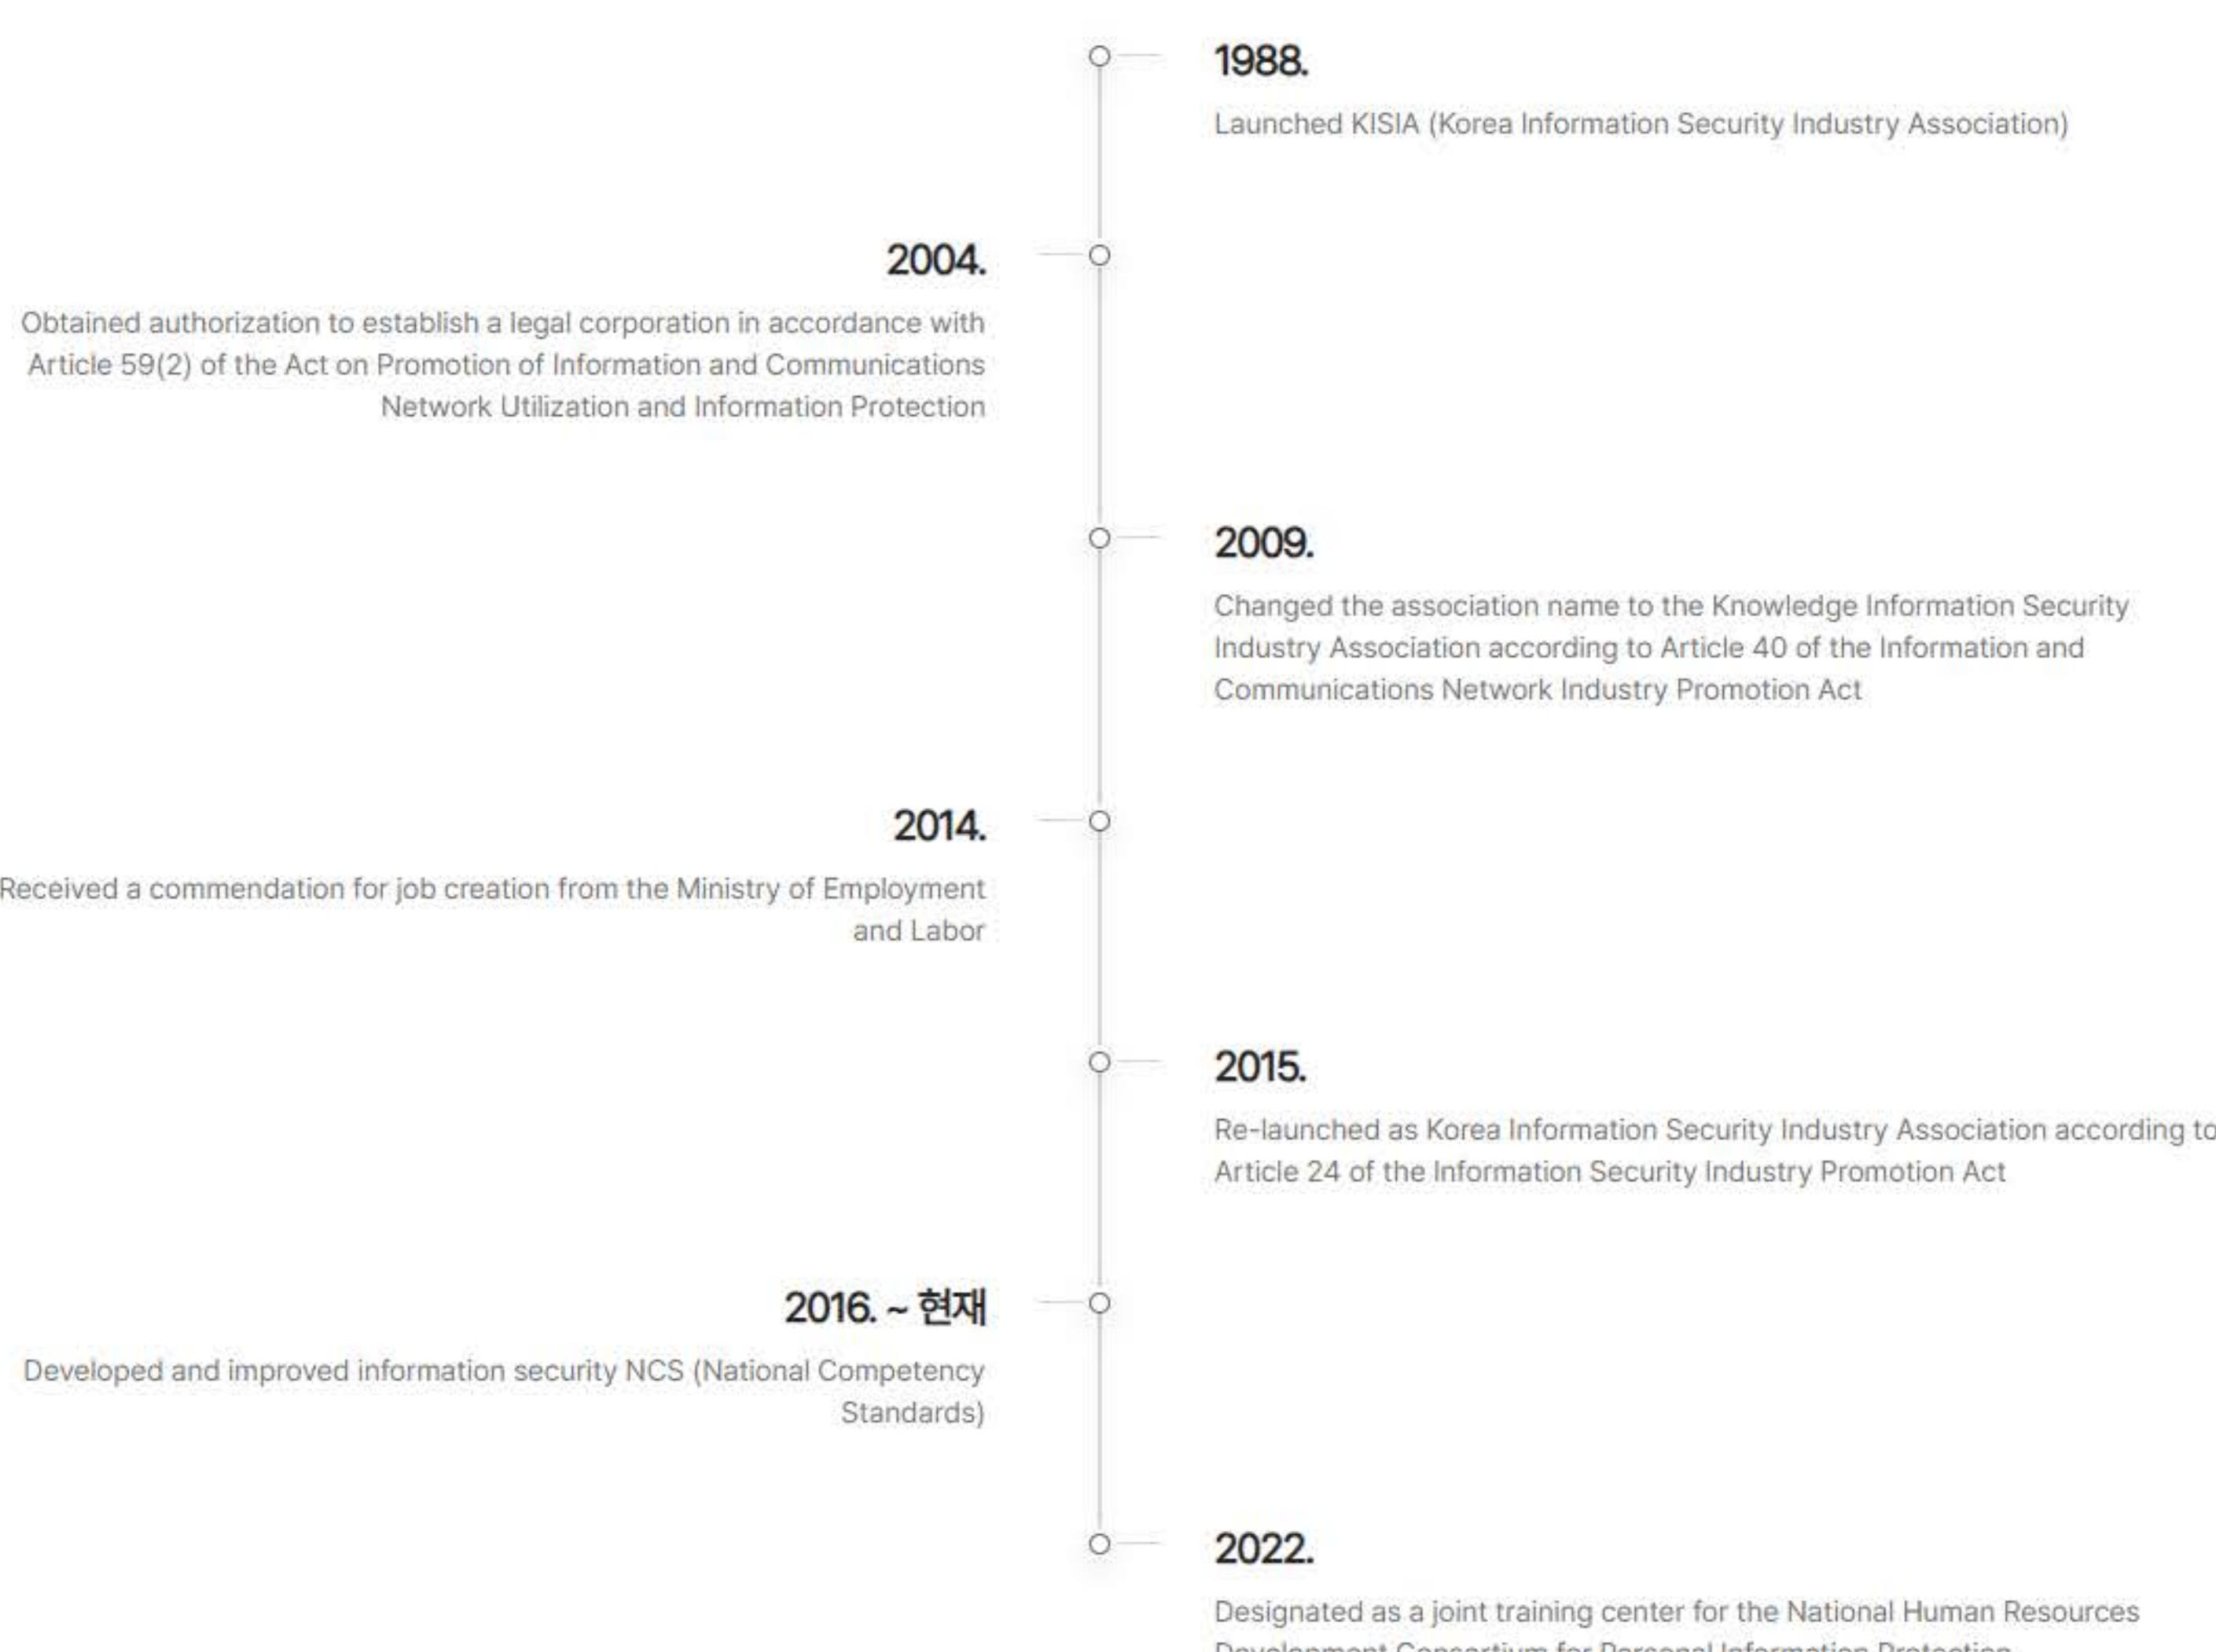 1988.
Launched KISIA (Korea Information Security Industry Association)
2004.
Obtained authorization to establish a legal corporation in accordance with
Article 59(2) of the Act on Promotion of Information and Communications
Network Utilization and Information Protection
2009.
Changed the association name to the Knowledge Information Security
Industry Association according to Article 40 of the Information and
Communications Network Industry Promotion Act
2014.
Received a commendation for job creation from the Ministry of Employment
and Labor
2015.
Re-launched as Korea Information Security Industry Association according to
Article 24 of the Information Security Industry Promotion Act
2016. ~ 현재
Developed and improved information security NCS (National Competency
Standards)
2022.
Designated as a joint training center for the National Human Resources
Development Consortium for Personal Information Protection